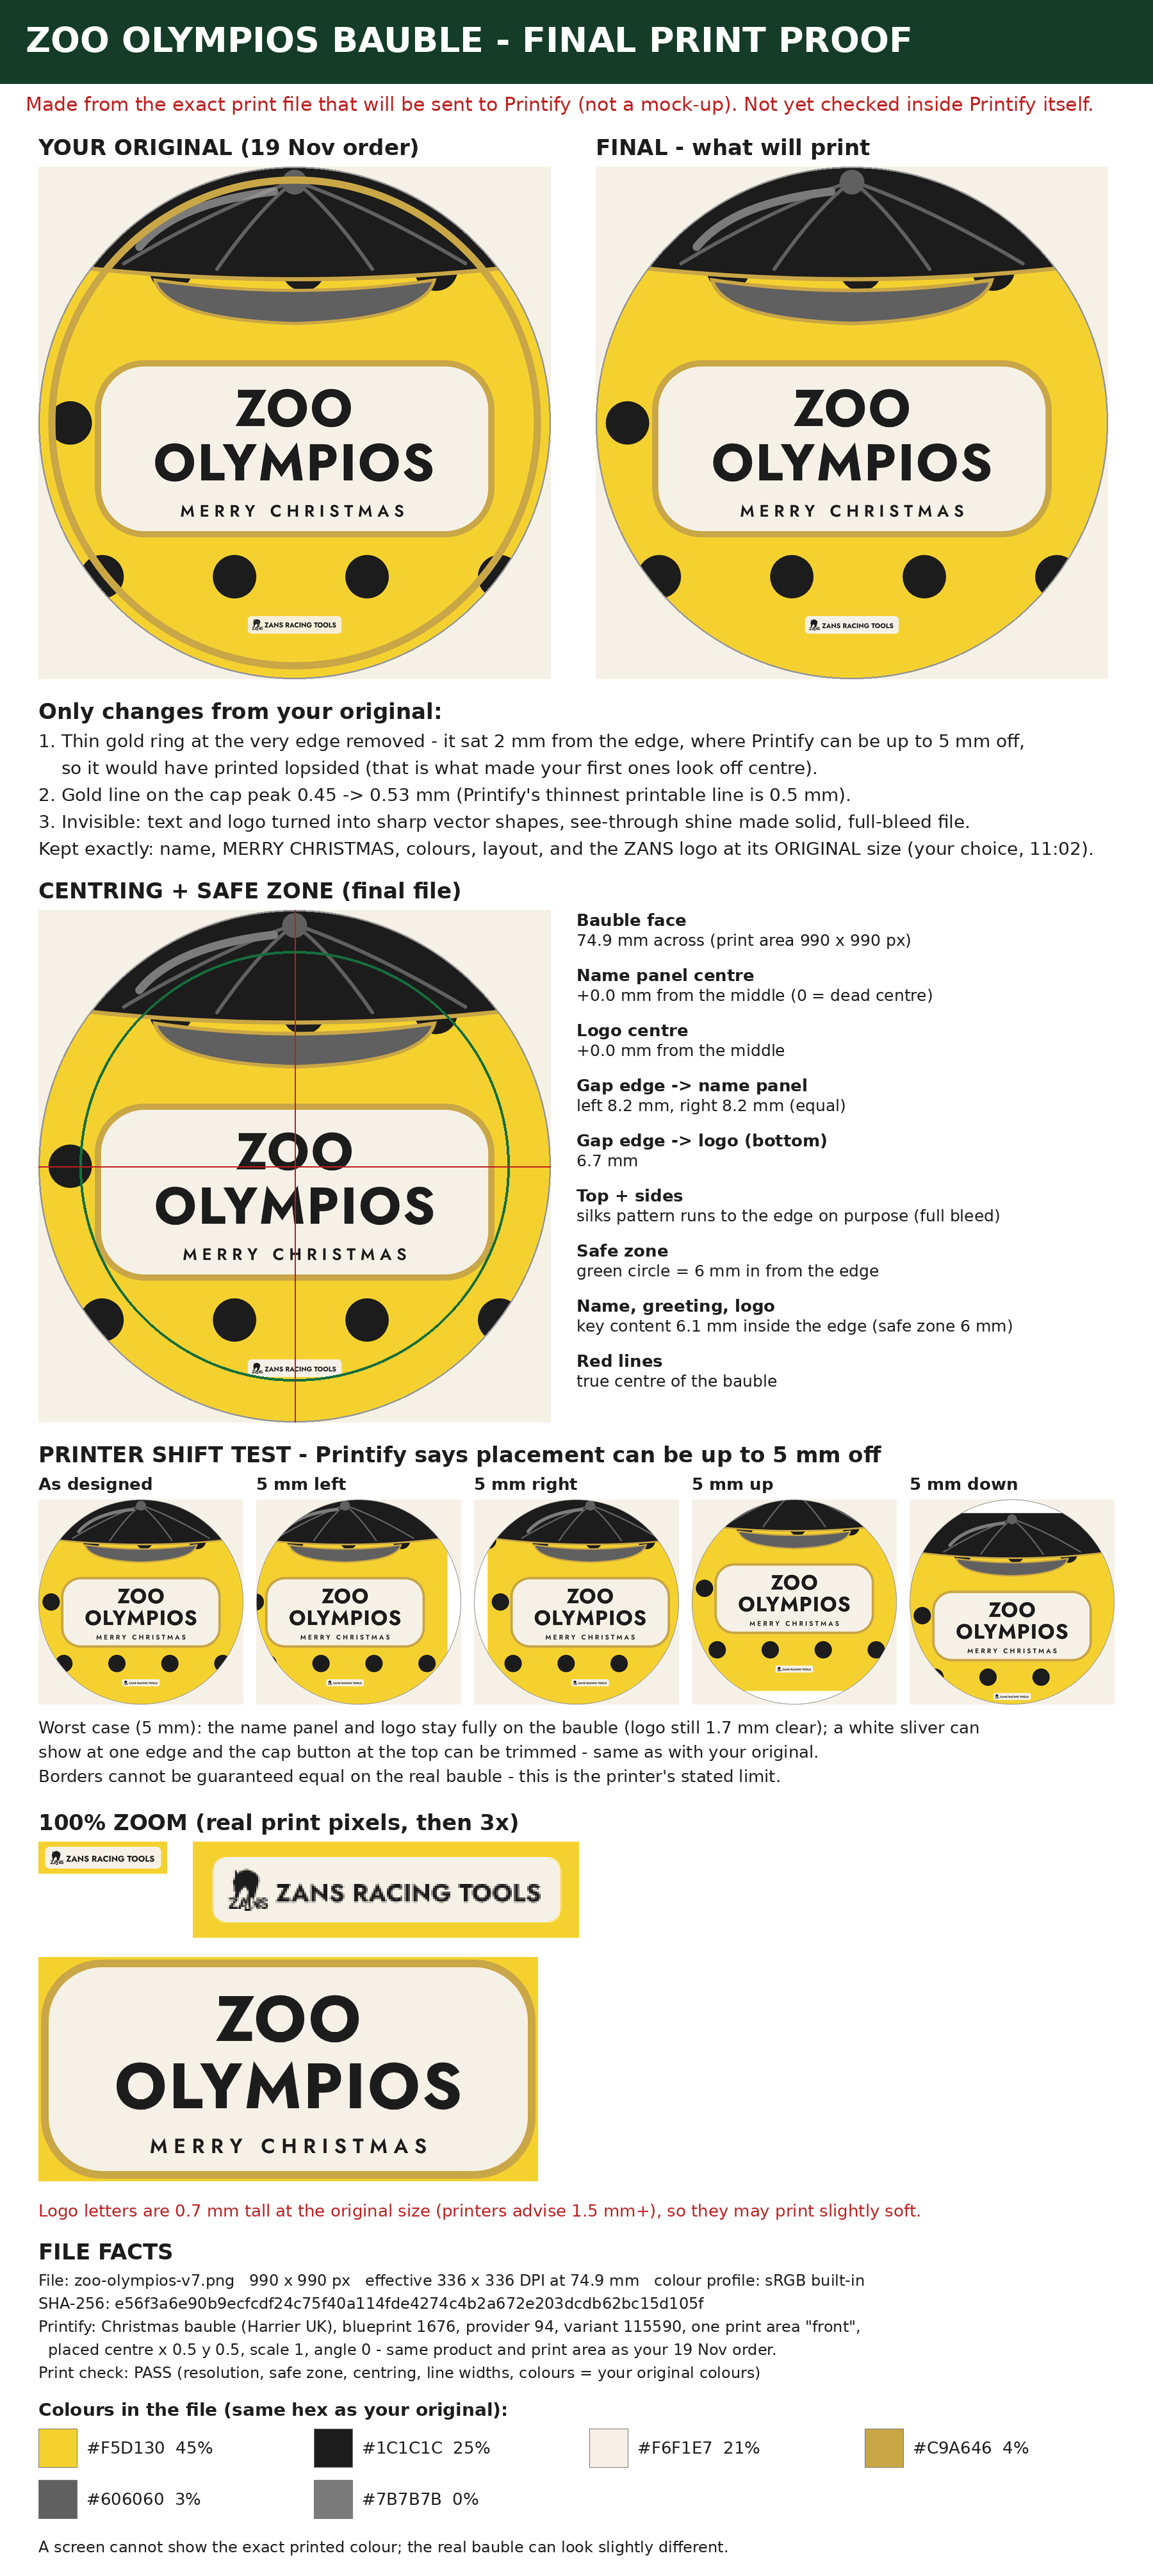 ZOO OLYMPIOS BAUBLE - FINAL PRINT PROOF
Made from the exact print file that will be sent to Printify (not a mock-up). Not yet checked inside Printify itself.
YOUR ORIGINAL (19 Nov order)
FINAL - what will print
ZOO
OLYMPIOS
MERRY CHRISTMAS
ZANS RACING TOOLS
ZOO
OLYMPIOS
MERRY CHRISTMAS
ZANS RACING TOOLS
Only changes from your original:
1. Thin gold ring at the very edge removed - it sat 2 mm from the edge, where Printify can be up to 5 mm off,
so it would have printed lopsided (that is what made your first ones look off centre).
2. Gold line on the cap peak 0.45 -> 0.53 mm (Printify's thinnest printable line is 0.5 mm).
3. Invisible: text and logo turned into sharp vector shapes, see-through shine made solid, full-bleed file.
Kept exactly: name, MERRY CHRISTMAS, colours, layout, and the ZANS logo at its ORIGINAL size (your choice, 11:02).
CENTRING + SAFE ZONE (final file)
ZOO
OLYMPIOS
MERRY CHRISTMAS
ZANS RACING TOOLS
Bauble face
74.9 mm across (print area 990 x 990 px)
Name panel centre
+0.0 mm from the middle (0 = dead centre)
Logo centre
+0.0 mm from the middle
Gap edge -> name panel
left 8.2 mm, right 8.2 mm (equal)
Gap edge -> logo (bottom)
6.7 mm
Top + sides
silks pattern runs to the edge on purpose (full bleed)
Safe zone
green circle = 6 mm in from the edge
Name, greeting, logo
key content 6.1 mm inside the edge (safe zone 6 mm)
Red lines
true centre of the bauble
PRINTER SHIFT TEST - Printify says placement can be up to 5 mm off
As designed
5 mm left
5 mm right
5 mm up
5 mm down
ZOO
OLYMPIOS
MERRY CHRISTMAS
ZANS RACING TOOLS
ZOO
OLYMPIOS
MERRY CHRISTMAS
ZANS RACING TOOLS
ZOO
OLYMPIOS
MERRY CHRISTMAS
ZANS RACING TOOLS
ZOO
OLYMPIOS
MERRY CHRISTMAS
ZANS RACING TOOLS
ZOO
OLYMPIOS
MERRY CHRISTMAS
ZANS RACING TOOLS
Worst case (5 mm): the name panel and logo stay fully on the bauble (logo still 1.7 mm clear); a white sliver can
show at one edge and the cap button at the top can be trimmed - same as with your original.
Borders cannot be guaranteed equal on the real bauble - this is the printer's stated limit.
100% ZOOM (real print pixels, then 3x)
ZANS RACING TOOLS
ZANS
ZANS RACING TOOLS
ZOO
OLYMPIOS
MERRY CHRISTMAS
Logo letters are 0.7 mm tall at the original size (printers advise 1.5 mm+), so they may print slightly soft.
FILE FACTS
File: zoo-olympios-v7.png 990 x 990 px effective 336 x 336 DPI at 74.9 mm colour profile: sRGB built-in
SHA-256: e56f3a6e90b9ecfcdf24c75f40a114fde4274c4b2a672e203dcdb62bc15d105f
Printify: Christmas bauble (Harrier UK), blueprint 1676, provider 94, variant 115590, one print area "front",
placed centre x 0.5 y 0.5, scale 1, angle 0 - same product and print area as your 19 Nov order.
Print check: PASS (resolution, safe zone, centring, line widths, colours = your original colours)
Colours in the file (same hex as your original):
#F5D130 45%
#1C1C1C 25%
#F6F1E7 21%
#C9A646 4%
#606060 3%
#7B7B7B 0%
A screen cannot show the exact printed colour; the real bauble can look slightly different.